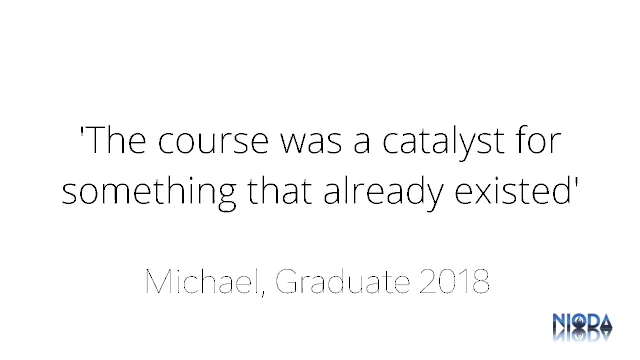 'The course was a catalyst for
something that already existed'
Michael, Graduate 2018
NIODA